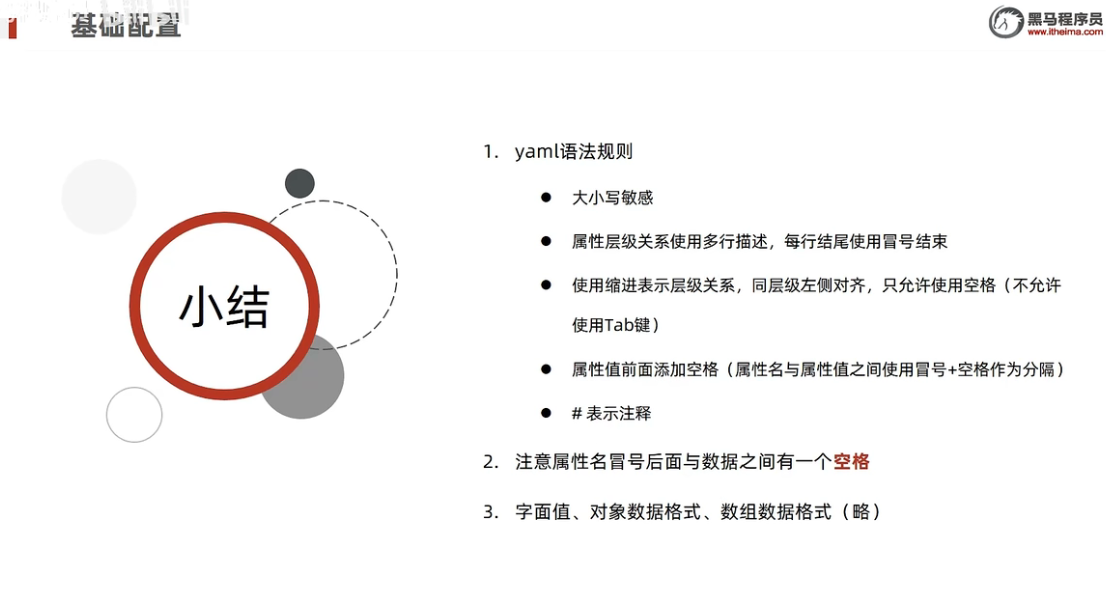 基础配置
黑马程序员
www.itheima.com
小结
1. yaml语法规则
● 大小写敏感
● 属性层级关系使用多行描述，每行结尾使用冒号结束
● 使用缩进表示层级关系，同层级左侧对齐，只允许使用空格（不允许
使用Tab键）
● 属性值前面添加空格（属性名与属性值之间使用冒号+空格作为分隔）
● # 表示注释
2. 注意属性名冒号后面与数据之间有一个空格
3. 字面值、对象数据格式、数组数据格式（略）